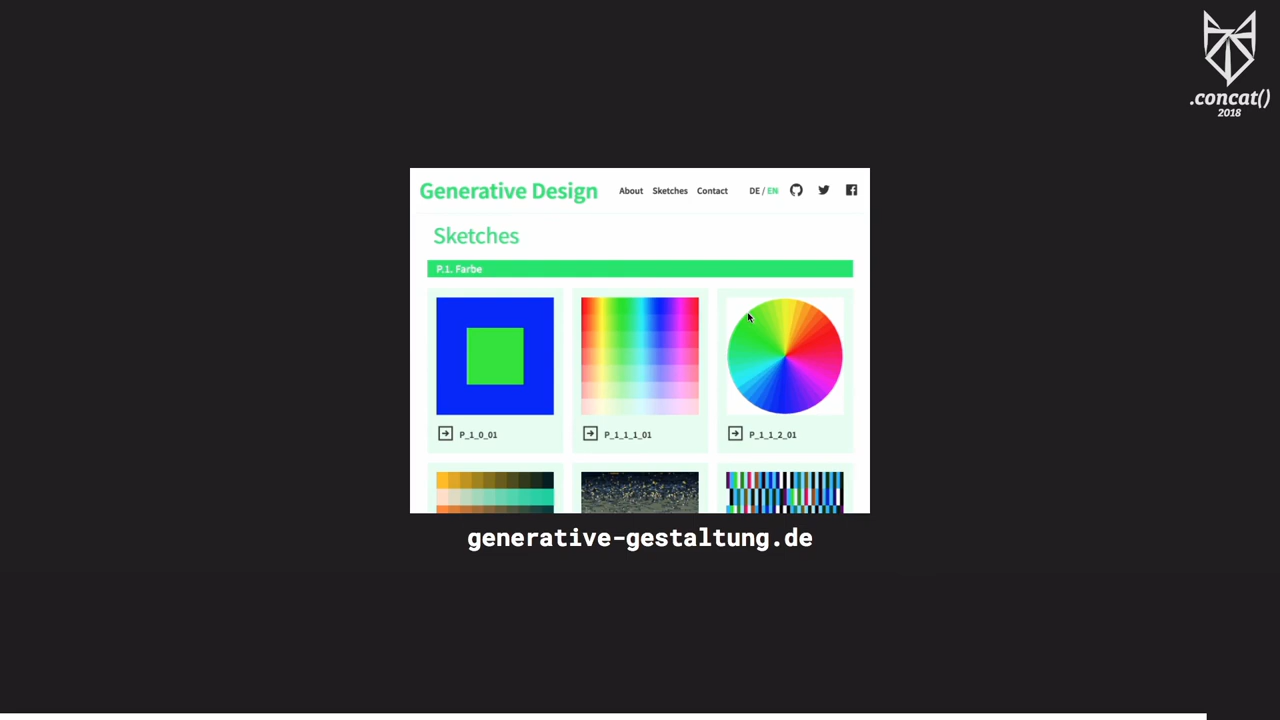 .concat()
2018
Generative Design
About Sketches Contact DE / EN
Sketches
P.1. Farbe
P_1_0_01
P_1_1_1_01
P_1_1_2_01
generative-gestaltung.de